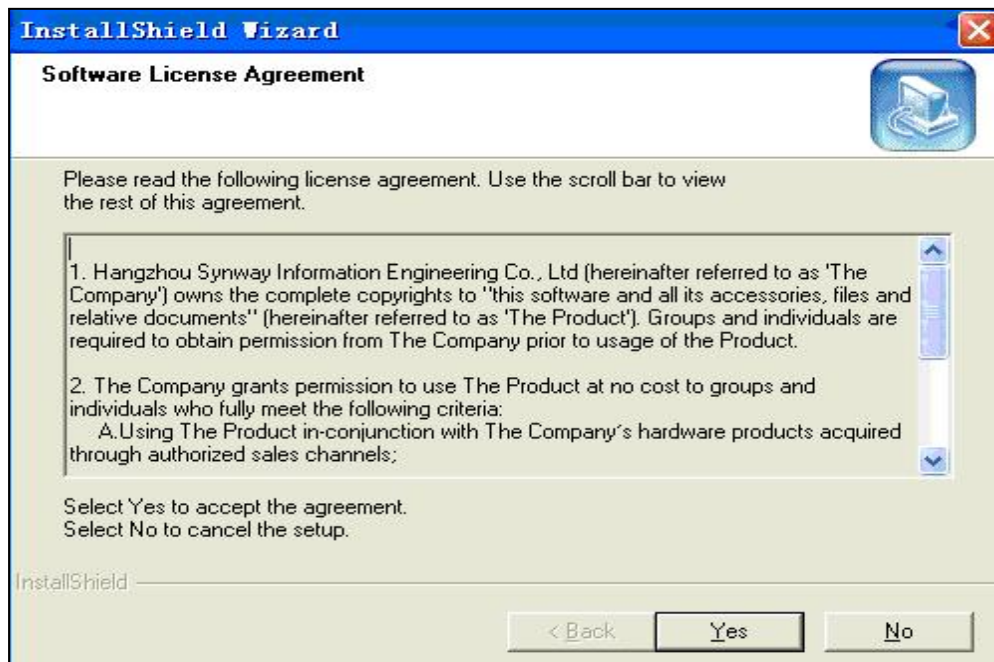 InstallShield Wizard
Software License Agreement
Please read the following license agreement. Use the scroll bar to view
the rest of this agreement.
1. Hangzhou Synway Information Engineering Co., Ltd (hereinafter referred to as 'The
Company') owns the complete copyrights to "this software and all its accessories, files and
relative documents" (hereinafter referred to as 'The Product'). Groups and individuals are
required to obtain permission from The Company prior to usage of the Product.
2. The Company grants permission to use The Product at no cost to groups and
individuals who fully meet the following criteria:
A.Using The Product in-conjunction with The Company's hardware products acquired
through authorized sales channels;
Select Yes to accept the agreement.
Select No to cancel the setup.
InstallShield
< Back
Yes
No